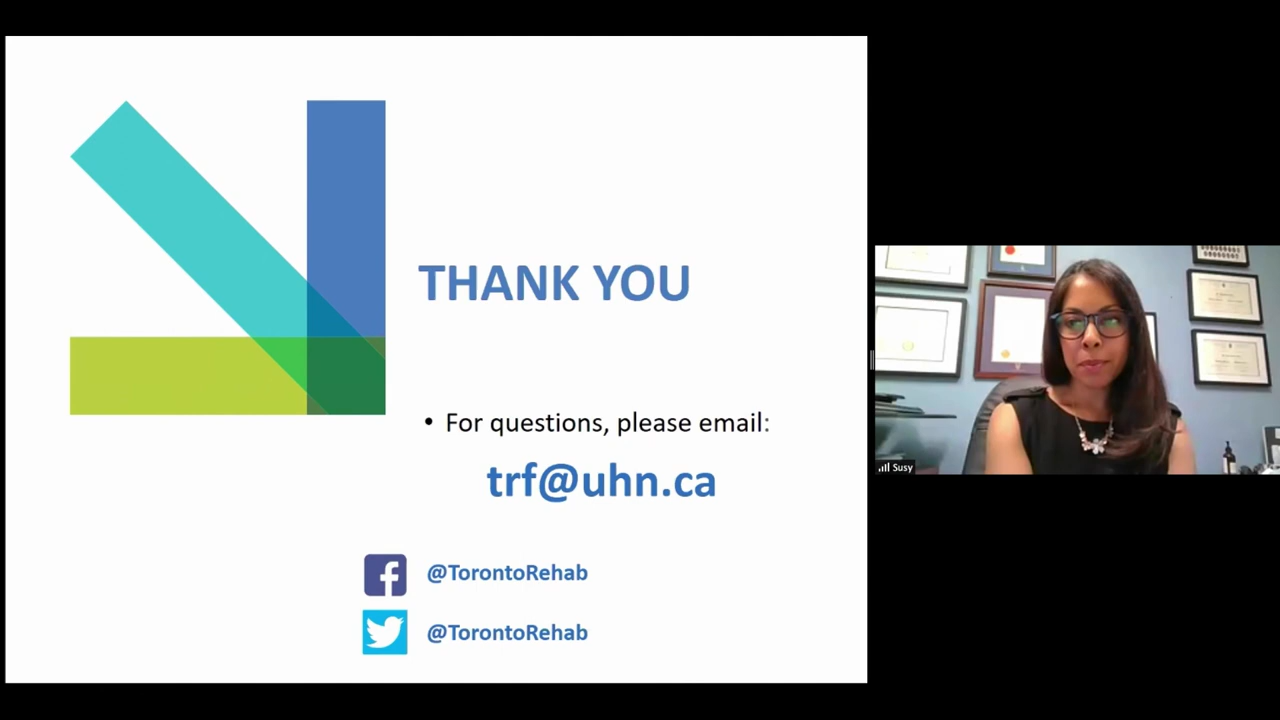 THANK YOU
• For questions, please email:
trf@uhn.ca
@TorontoRehab
@TorontoRehab
Susy